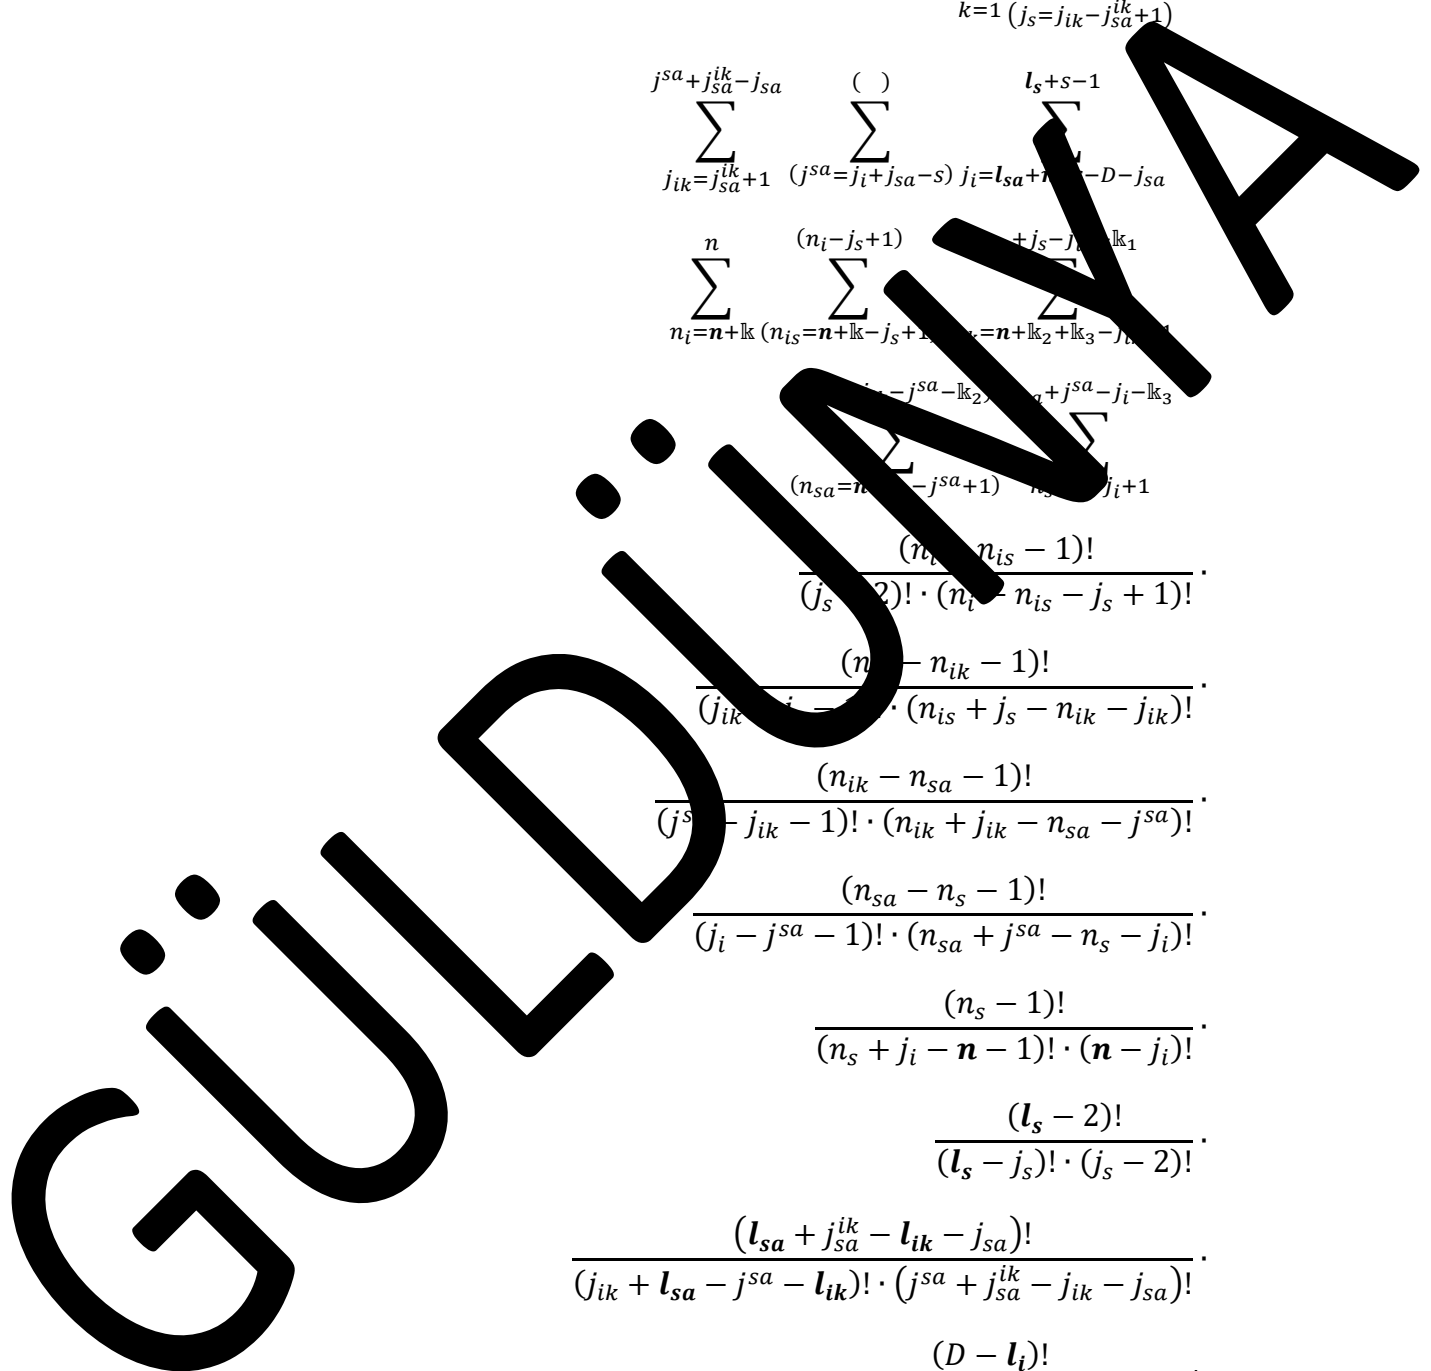 k=1 (j_s=j_{ik}-j_{sa}^{ik}+1)
j^{sa}+j_{sa}^{ik}-j_{sa} ( ) l_s+s-1
∑ ∑ ∑
j_{ik}=j_{sa}^{ik}+1 (j^{sa}=j_i+j_{sa}-s) j_i=l_{sa}+ -D-j_{sa}
n (n_i-j_s+1) +j_s- -𝕜_1
∑ ∑ ∑
n_i=n+𝕜 (n_{is}=n+𝕜-j_s+1) =n+𝕜_2+𝕜_3-
-j^{sa}-𝕜_2) +j^{sa}-j_i-𝕜_3
∑ ∑
(n_{sa}=n -j^{sa}+1) j_i+1
(n_i - n_{is} - 1)!
(j_s - 2)! · (n_i - n_{is} - j_s + 1)! ·
(n - n_{ik} - 1)!
(j_{ik} - · (n_{is} + j_s - n_{ik} - j_{ik})! ·
(n_{ik} - n_{sa} - 1)!
(j^{sa} - j_{ik} - 1)! · (n_{ik} + j_{ik} - n_{sa} - j^{sa})! ·
(n_{sa} - n_s - 1)!
(j_i - j^{sa} - 1)! · (n_{sa} + j^{sa} - n_s - j_i)! ·
(n_s - 1)!
(n_s + j_i - n - 1)! · (n - j_i)! ·
(l_s - 2)!
(l_s - j_s)! · (j_s - 2)! ·
(l_{sa} + j_{sa}^{ik} - l_{ik} - j_{sa})!
(j_{ik} + l_{sa} - j^{sa} - l_{ik})! · (j^{sa} + j_{sa}^{ik} - j_{ik} - j_{sa})! ·
(D - l_i)!
GÜLDÜNYA